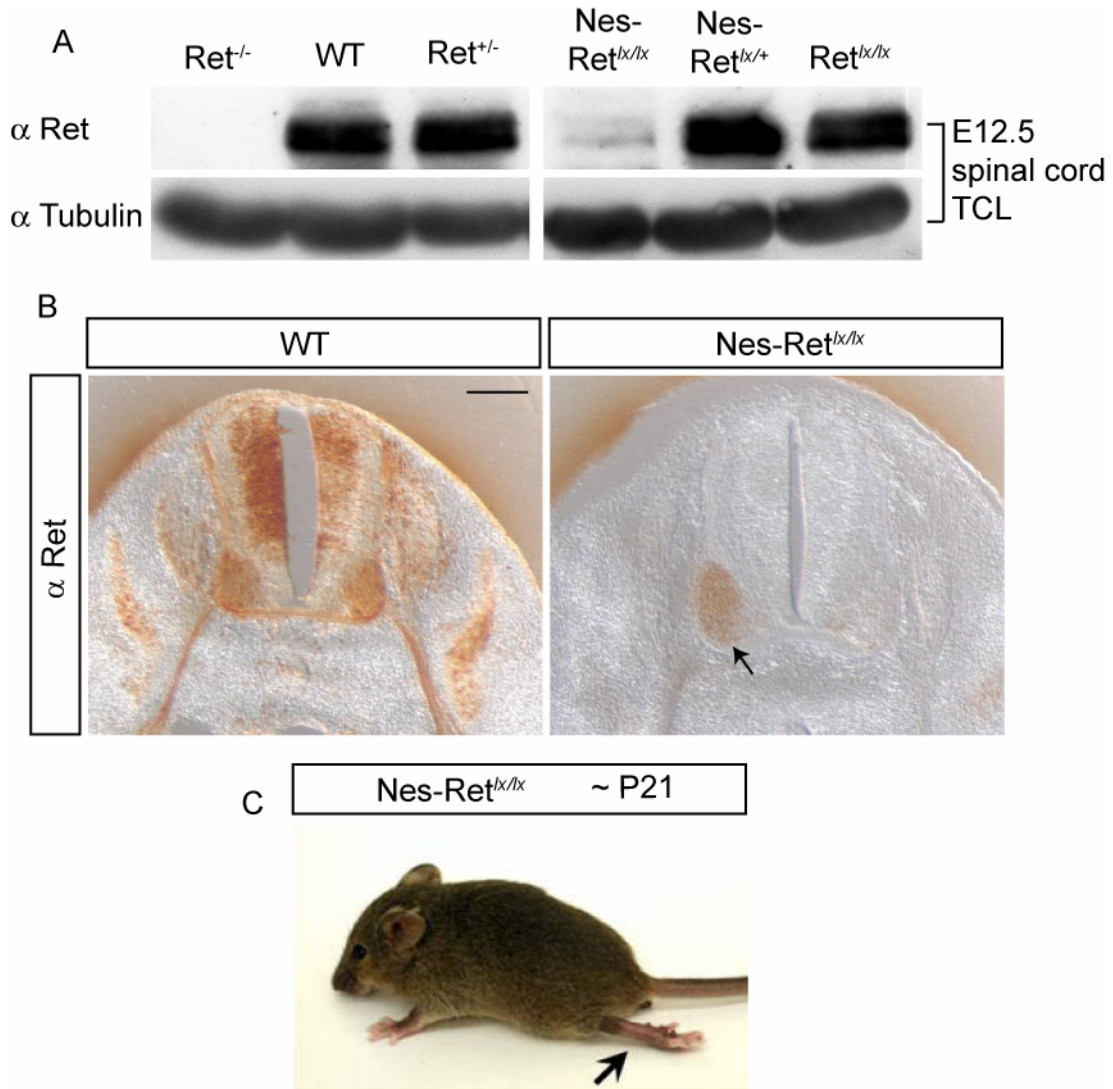 A
Ret-/-
WT
Ret+/-
Nes-
Retlx/lx
Nes-
Retlx/+
Retlx/lx
α Ret
α Tubulin
E12.5
spinal cord
TCL
B
WT
Nes-Retlx/lx
α Ret
C
Nes-Retlx/lx ~ P21